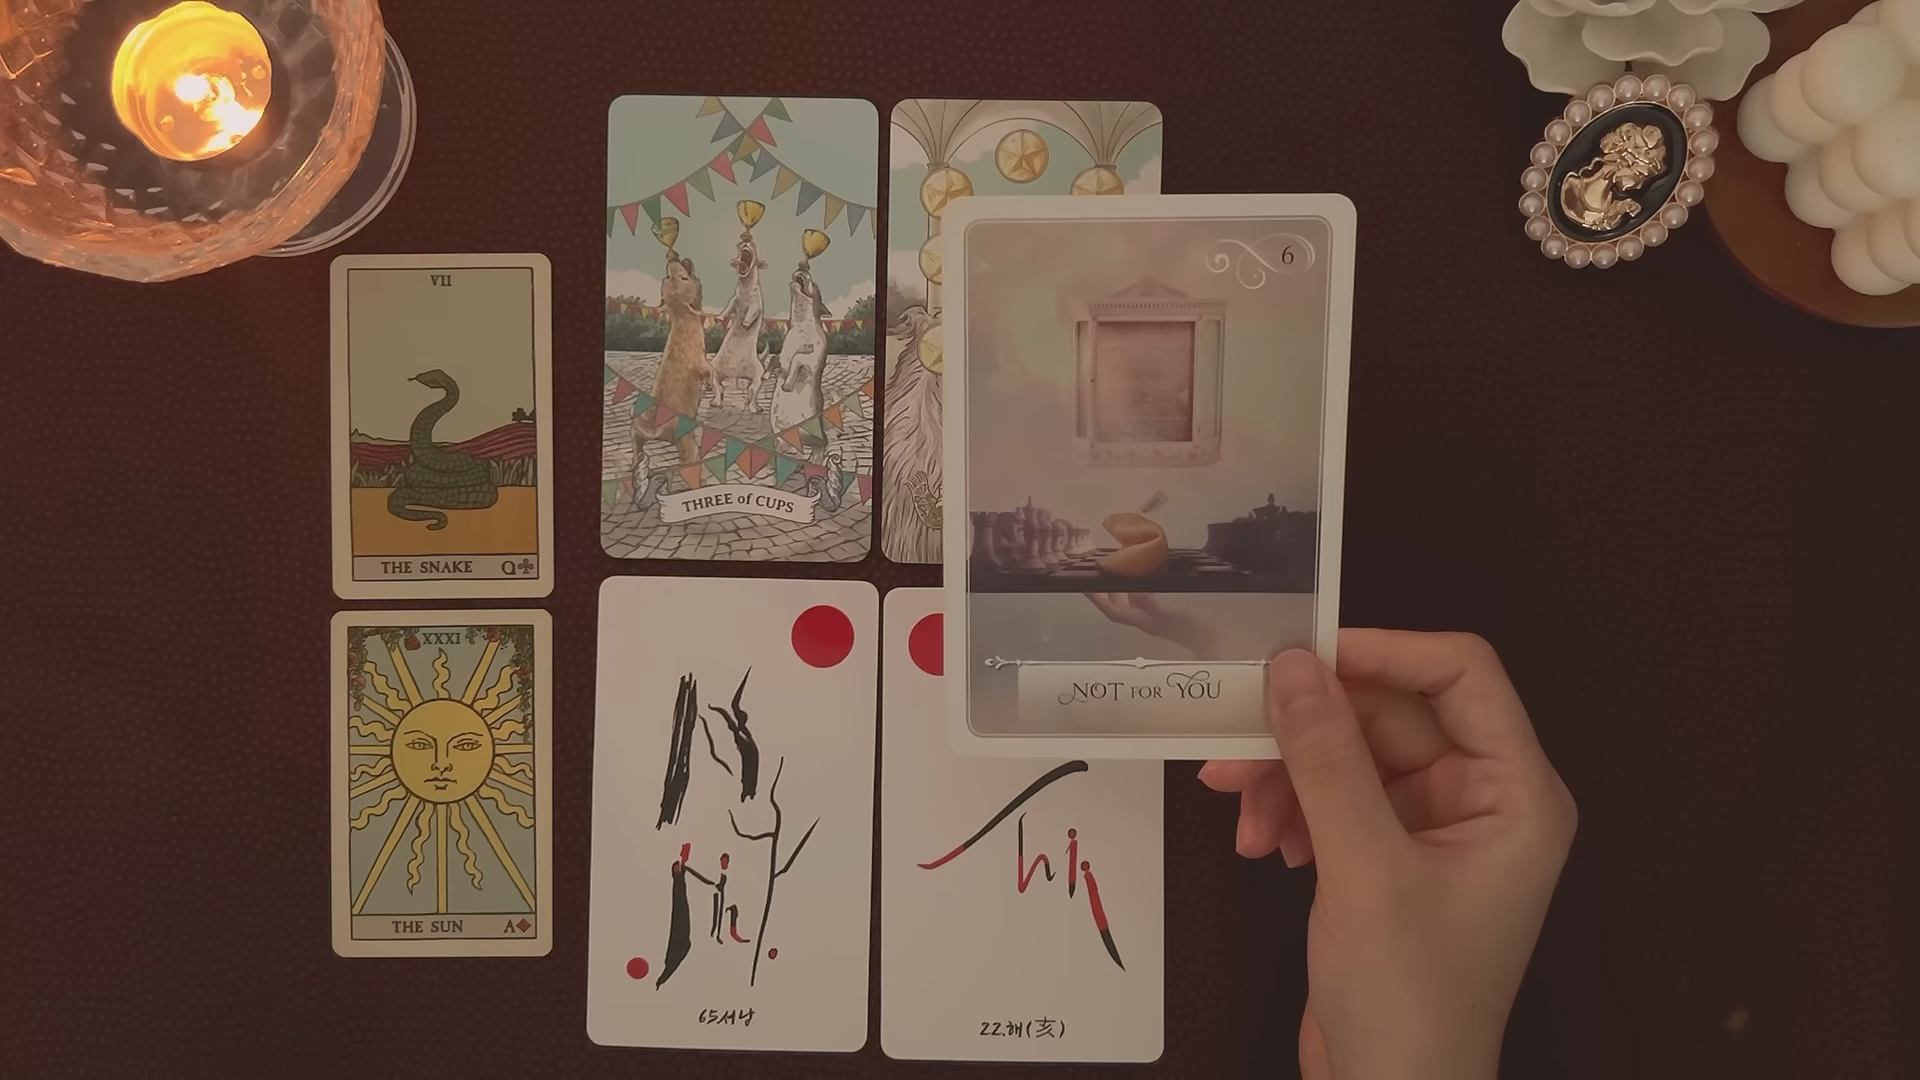 VII
THE SNAKE Q♣
XXXI
THE SUN A♦
THREE of CUPS
6
NOT FOR YOU
65서남
22.해(亥)